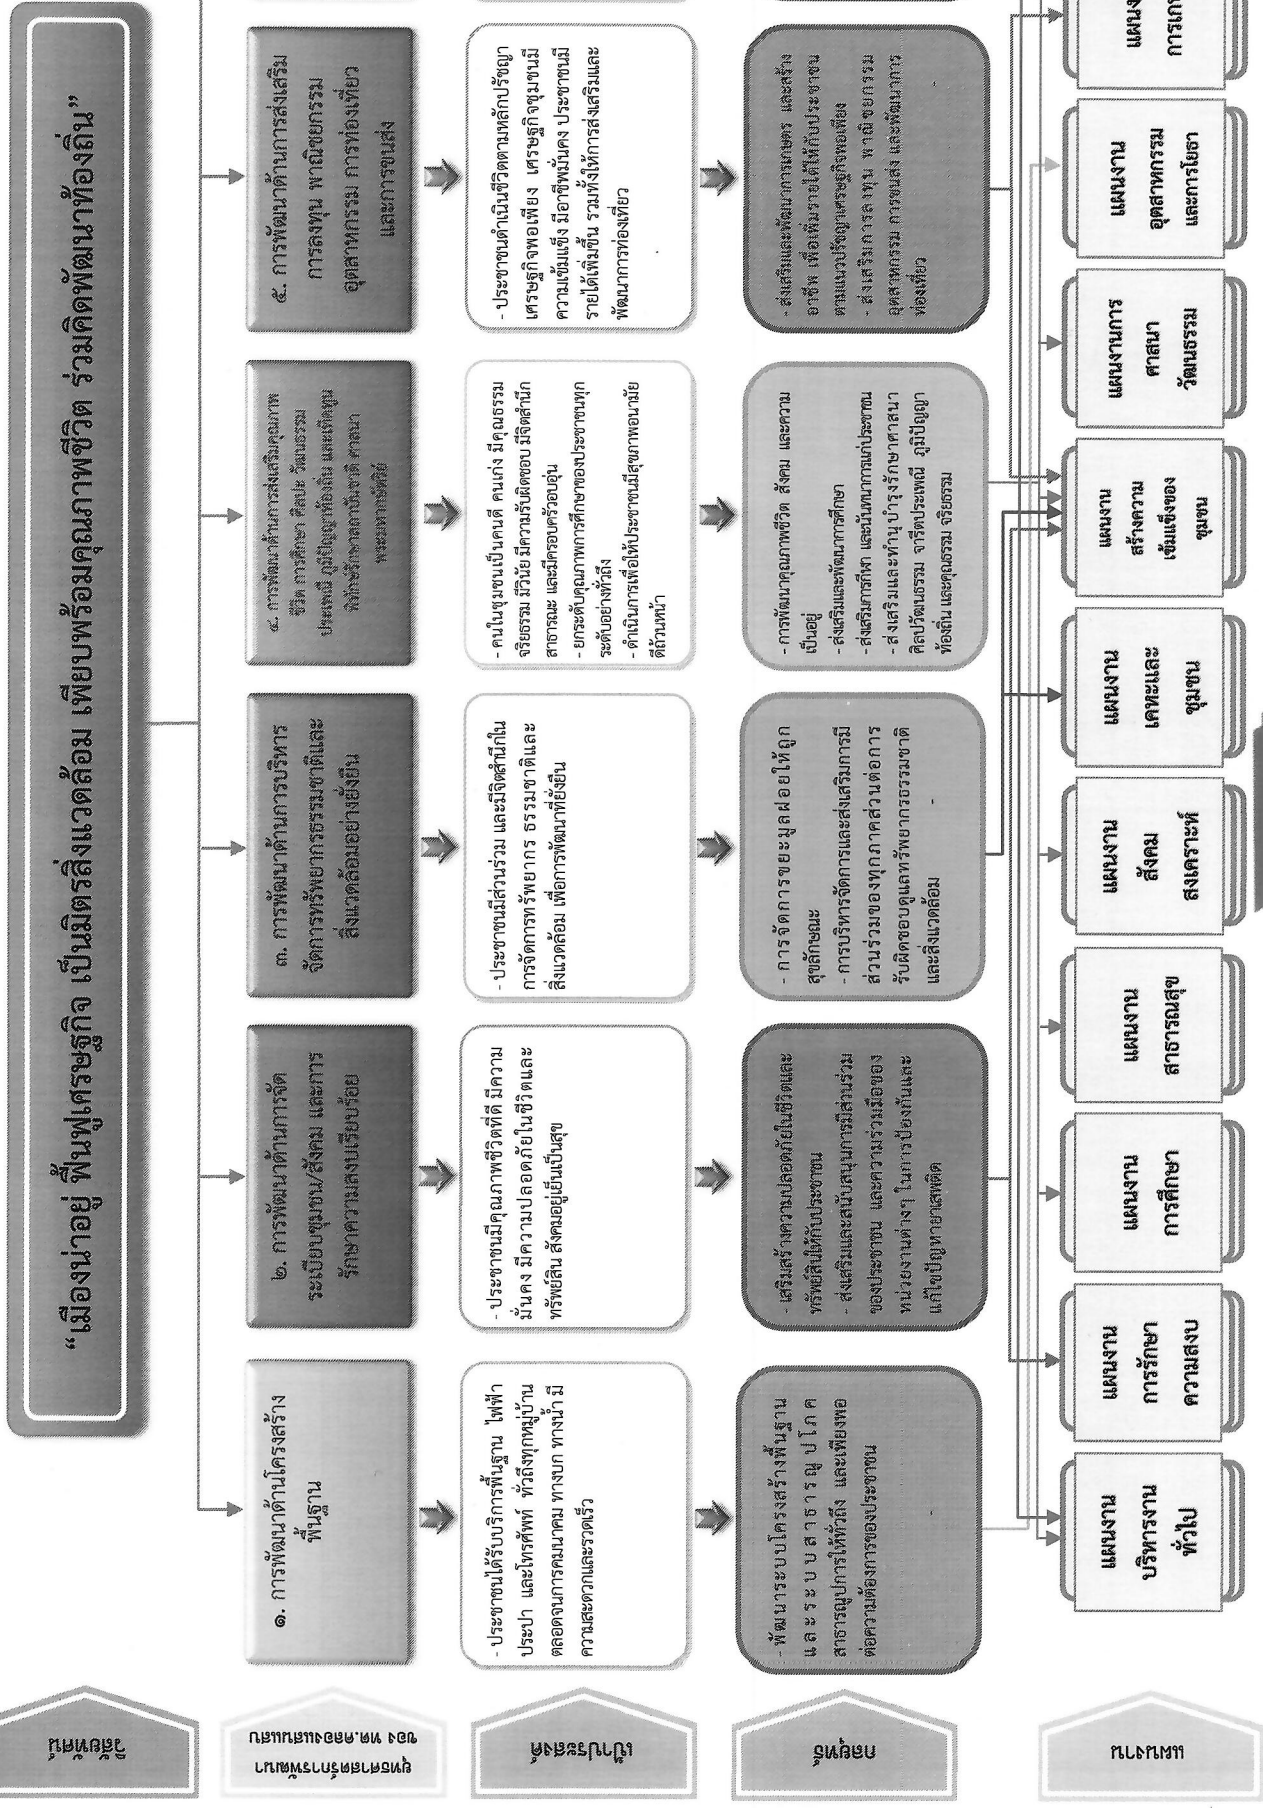 วิสัยทัศน์
“เมืองน่าอยู่ ฟื้นฟูเศรษฐกิจ เป็นมิตรสิ่งแวดล้อม เพียบพร้อมคุณภาพชีวิต ร่วมคิดพัฒนาท้องถิ่น”
ยุทธศาสตร์การพัฒนา
ของ ทต.คลองแสนแสบ
๑. การพัฒนาด้านโครงสร้าง
พื้นฐาน
๒. การพัฒนาด้านการจัด
ระเบียบชุมชน/สังคม และการ
รักษาความสงบเรียบร้อย
๓. การพัฒนาด้านการบริหาร
จัดการทรัพยากรธรรมชาติและ
สิ่งแวดล้อมอย่างยั่งยืน
๔. การพัฒนาด้านการส่งเสริมคุณภาพ
ชีวิต การศึกษา ศิลปะ วัฒนธรรม
ประเพณี ภูมิปัญญาท้องถิ่น และเทิดทูน
พิทักษ์รักษาสถาบันชาติ ศาสนา
พระมหากษัตริย์
๕. การพัฒนาด้านการส่งเสริม
การลงทุน พาณิชยกรรม
อุตสาหกรรม การท่องเที่ยว
และการขนส่ง
เป้าประสงค์
- ประชาชนได้รับบริการพื้นฐาน ไฟฟ้า
ประปา และโทรศัพท์ ทั่วถึงทุกหมู่บ้าน
ตลอดจนการคมนาคม ทางบก ทางน้ำ มี
ความสะดวกและรวดเร็ว
- ประชาชนมีคุณภาพชีวิตที่ดี มีความ
มั่นคง มีความปลอดภัยในชีวิตและ
ทรัพย์สิน สังคมอยู่เย็นเป็นสุข
- ประชาชนมีส่วนร่วม และมีจิตสำนึกใน
การจัดการทรัพยากร ธรรมชาติและ
สิ่งแวดล้อม เพื่อการพัฒนาที่ยั่งยืน
- คนในชุมชนเป็นคนดี คนเก่ง มีคุณธรรม
จริยธรรม มีวินัย มีความรับผิดชอบ มีจิตสำนึก
สาธารณะ และมีครอบครัวอบอุ่น
- ยกระดับคุณภาพการศึกษาของประชาชนทุก
ระดับอย่างทั่วถึง
- ดำเนินการเพื่อให้ประชาชนมีสุขภาพอนามัย
ดีถ้วนหน้า
- ประชาชนดำเนินชีวิตตามหลักปรัชญา
เศรษฐกิจพอเพียง เศรษฐกิจชุมชนมี
ความเข้มแข็ง มีอาชีพมั่นคง ประชาชนมี
รายได้เพิ่มขึ้น รวมทั้งให้การส่งเสริมและ
พัฒนาการท่องเที่ยว
กลยุทธ์
- พัฒนาระบบโครงสร้างพื้นฐาน
และระบบสาธารณูปโภค
สาธารณูปการให้ทั่วถึง และเพียงพอ
ต่อความต้องการของประชาชน
- เสริมสร้างความปลอดภัยในชีวิตและ
ทรัพย์สินให้กับประชาชน
- ส่งเสริมและสนับสนุนการมีส่วนร่วม
ของประชาชน และความร่วมมือของ
หน่วยงานต่างๆ ในการป้องกันและ
แก้ไขปัญหายาเสพติด
- การจัดการขยะมูลฝอยให้ถูก
สุขลักษณะ
- การบริหารจัดการและส่งเสริมการมี
ส่วนร่วมของทุกภาคส่วนต่อการ
รับผิดชอบดูแลทรัพยากรธรรมชาติ
และสิ่งแวดล้อม
- การพัฒนาคุณภาพชีวิต สังคม และความ
เป็นอยู่
- ส่งเสริมและพัฒนาการศึกษา
- ส่งเสริมการกีฬา และนันทนาการแก่ประชาชน
- ส่งเสริมและทำนุบำรุงรักษาศาสนา
ศิลปวัฒนธรรม จารีตประเพณี ภูมิปัญญา
ท้องถิ่น และคุณธรรม จริยธรรม
- ส่งเสริมและพัฒนาการเกษตร และสร้าง
อาชีพ เพื่อเพิ่มรายได้ให้กับประชาชน
ตามแนวปรัชญาเศรษฐกิจพอเพียง
- ส่งเสริมการลงทุน พาณิชยกรรม
อุตสาหกรรม การขนส่ง และพัฒนาการ
ท่องเที่ยว
แผนงาน
แผนงาน
บริหารงาน
ทั่วไป
แผนงาน
การรักษา
ความสงบ
แผนงาน
การศึกษา
แผนงาน
สาธารณสุข
แผนงาน
สังคม
สงเคราะห์
แผนงาน
เคหะและ
ชุมชน
แผนงาน
สร้างความ
เข้มแข็งของ
ชุมชน
แผนงานการ
ศาสนา
วัฒนธรรม
แผนงาน
อุตสาหกรรม
และการโยธา